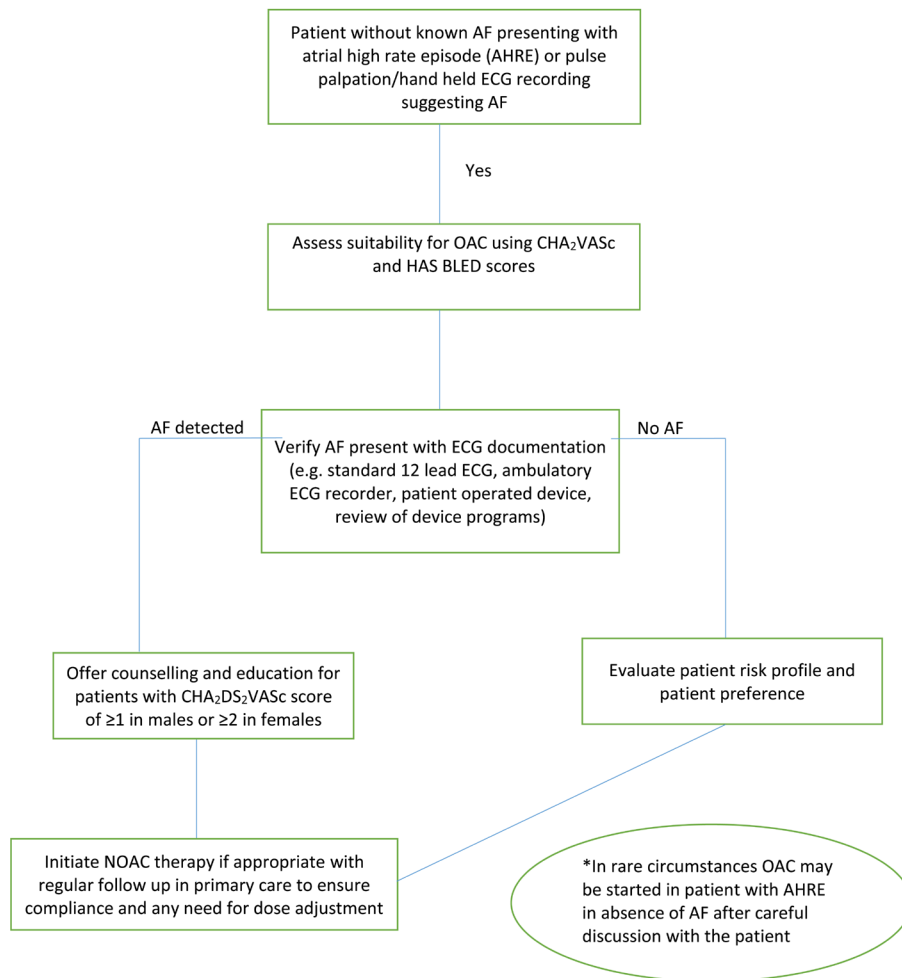 Patient without known AF presenting with
atrial high rate episode (AHRE) or pulse
palpation/hand held ECG recording
suggesting AF
Yes
Assess suitability for OAC using CHA₂VASc
and HAS BLED scores
AF detected
No AF
Verify AF present with ECG documentation
(e.g. standard 12 lead ECG, ambulatory
ECG recorder, patient operated device,
review of device programs)
Offer counselling and education for
patients with CHA₂DS₂VASc score
of ≥1 in males or ≥2 in females
Evaluate patient risk profile and
patient preference
Initiate NOAC therapy if appropriate with
regular follow up in primary care to ensure
compliance and any need for dose adjustment
*In rare circumstances OAC may
be started in patient with AHRE
in absence of AF after careful
discussion with the patient